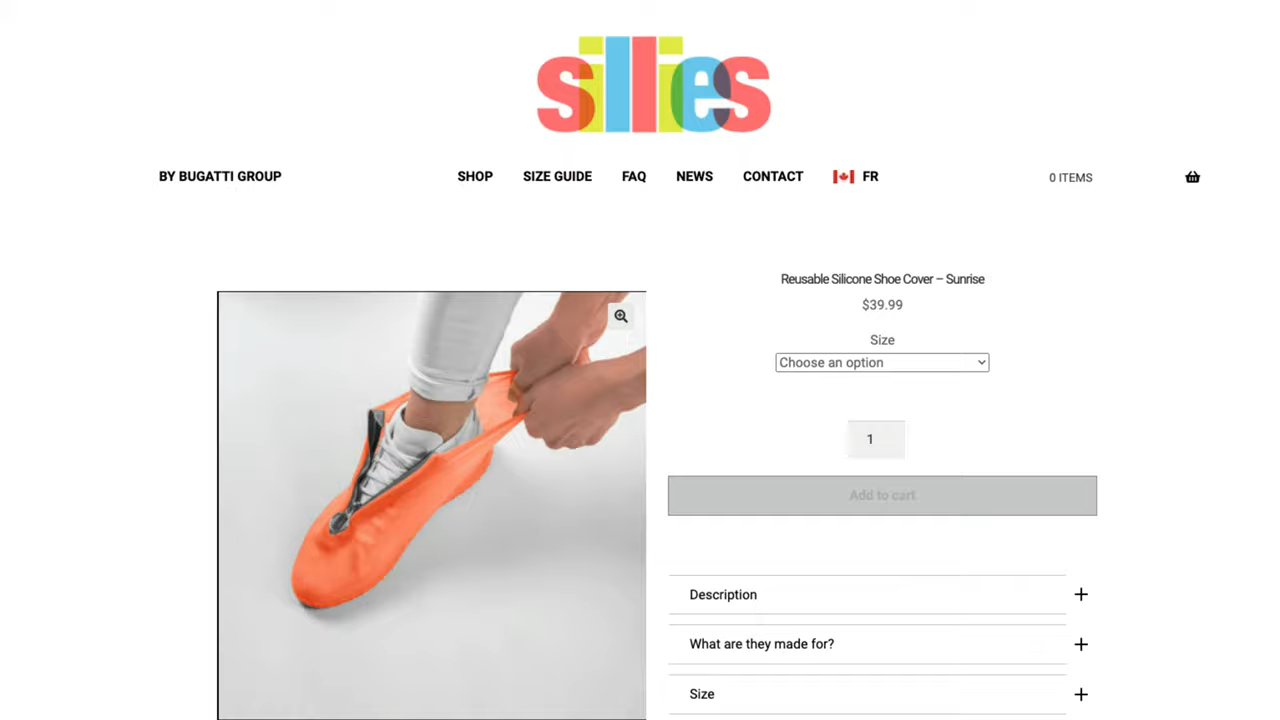 sillies
BY BUGATTI GROUP
SHOP
SIZE GUIDE
FAQ
NEWS
CONTACT
FR
0 ITEMS
Reusable Silicone Shoe Cover – Sunrise
$39.99
Size
Choose an option
1
Add to cart
Description
What are they made for?
Size